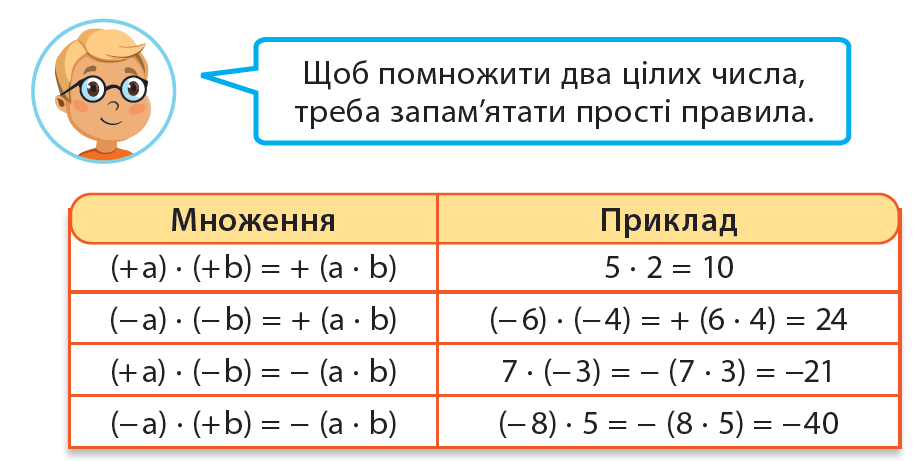 Щоб помножити два цілих числа,
треба запам’ятати прості правила.
Множення Приклад
(+a) · (+b) = + (a · b) 5 · 2 = 10
(−a) · (−b) = + (a · b) (−6) · (−4) = + (6 · 4) = 24
(+a) · (−b) = − (a · b) 7 · (−3) = − (7 · 3) = −21
(−a) · (+b) = − (a · b) (−8) · 5 = − (8 · 5) = −40